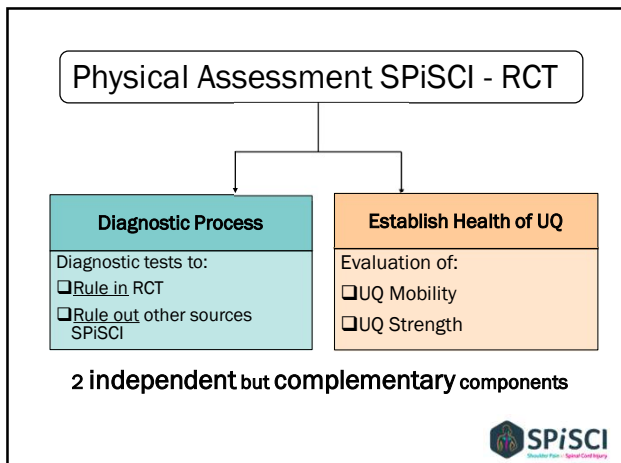 Physical Assessment SPiSCI - RCT
Diagnostic Process
Diagnostic tests to:
❑Rule in RCT
❑Rule out other sources
SPiSCI
Establish Health of UQ
Evaluation of:
❑UQ Mobility
❑UQ Strength
2 independent but complementary components
SPiSCI